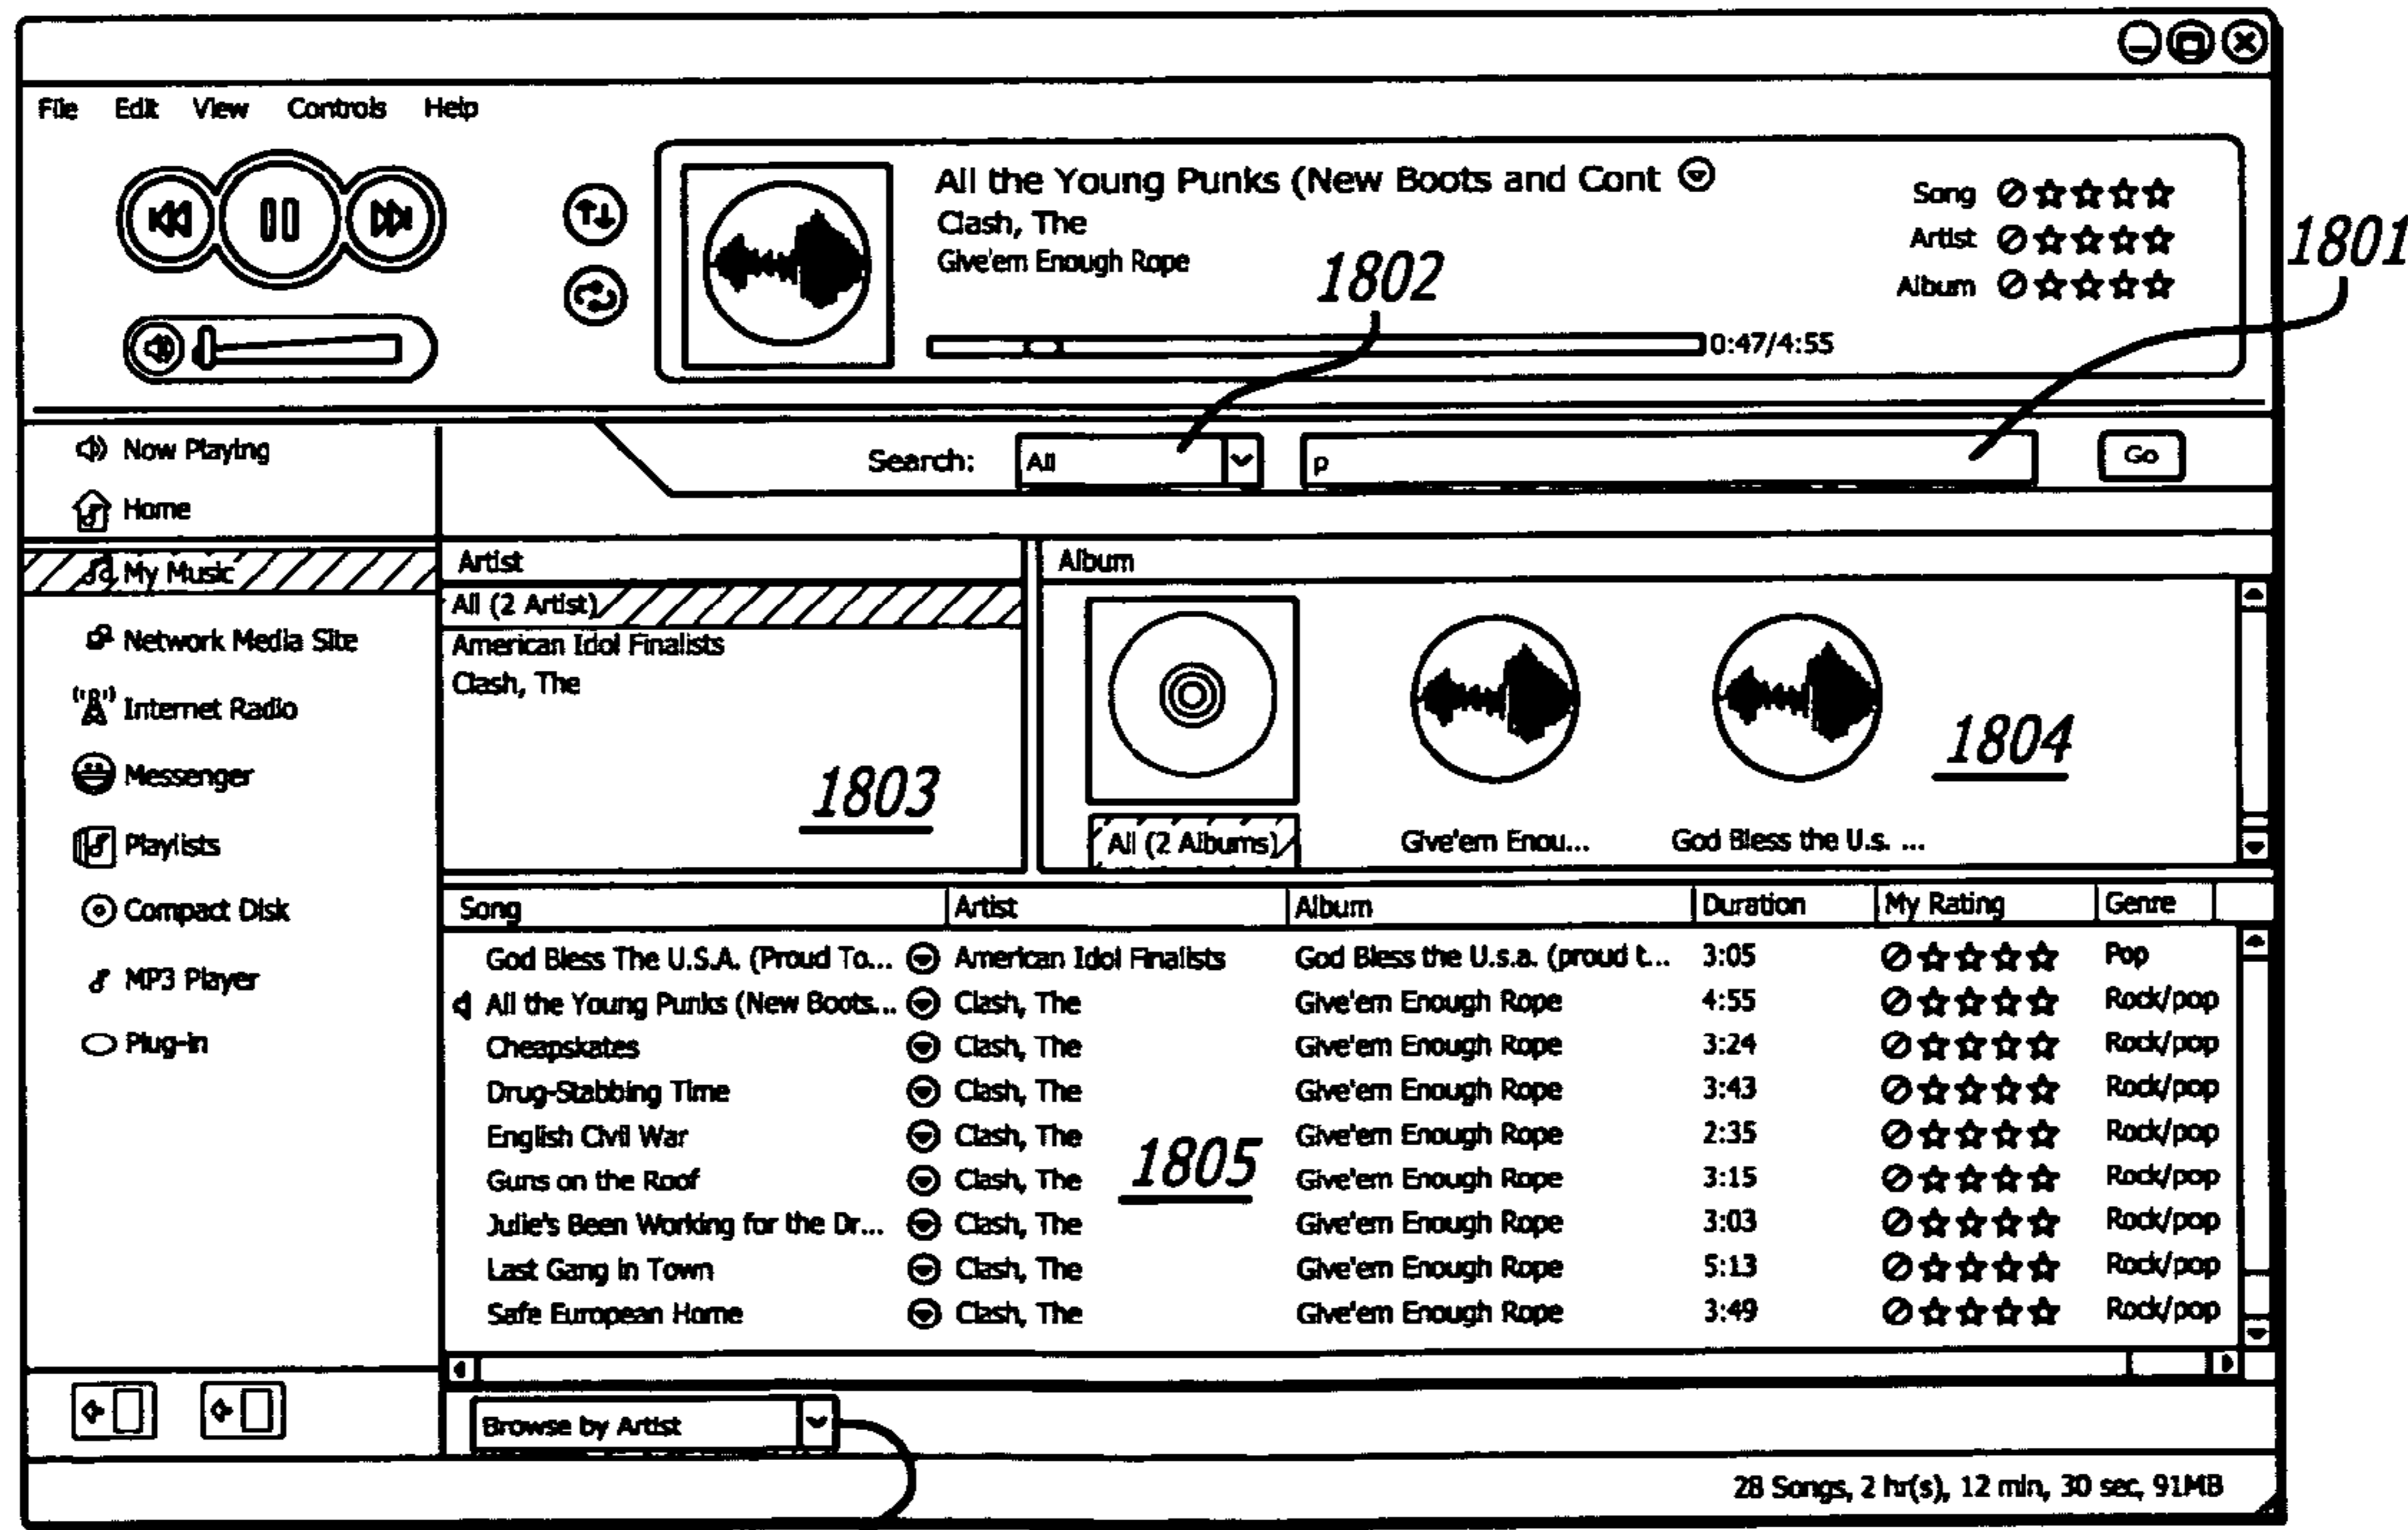 File Edit View Controls Help
All the Young Punks (New Boots and Cont
Clash, The
Give'em Enough Rope
0:47/4:55
Song
Artist
Album
1801
1802
Now Playing
Home
Search: All p Go
My Music
Network Media Site
Internet Radio
Messenger
Playlists
Compact Disk
MP3 Player
Plug-in
Artist
All (2 Artist)
American Idol Finalists
Clash, The
1803
Album
1804
All (2 Albums) Give'em Enou... God Bless the U.s. ...
Song Artist Album Duration My Rating Genre
God Bless The U.S.A. (Proud To... American Idol Finalists God Bless the U.s.a. (proud t... 3:05 Pop
All the Young Punks (New Boots... Clash, The Give'em Enough Rope 4:55 Rock/pop
Cheapskates Clash, The Give'em Enough Rope 3:24 Rock/pop
Drug-Stabbing Time Clash, The Give'em Enough Rope 3:43 Rock/pop
English Civil War Clash, The Give'em Enough Rope 2:35 Rock/pop
Guns on the Roof Clash, The Give'em Enough Rope 3:15 Rock/pop
Julie's Been Working for the Dr... Clash, The Give'em Enough Rope 3:03 Rock/pop
Last Gang in Town Clash, The Give'em Enough Rope 5:13 Rock/pop
Safe European Home Clash, The Give'em Enough Rope 3:49 Rock/pop
1805
Browse by Artist
28 Songs, 2 hr(s), 12 min, 30 sec, 91MB